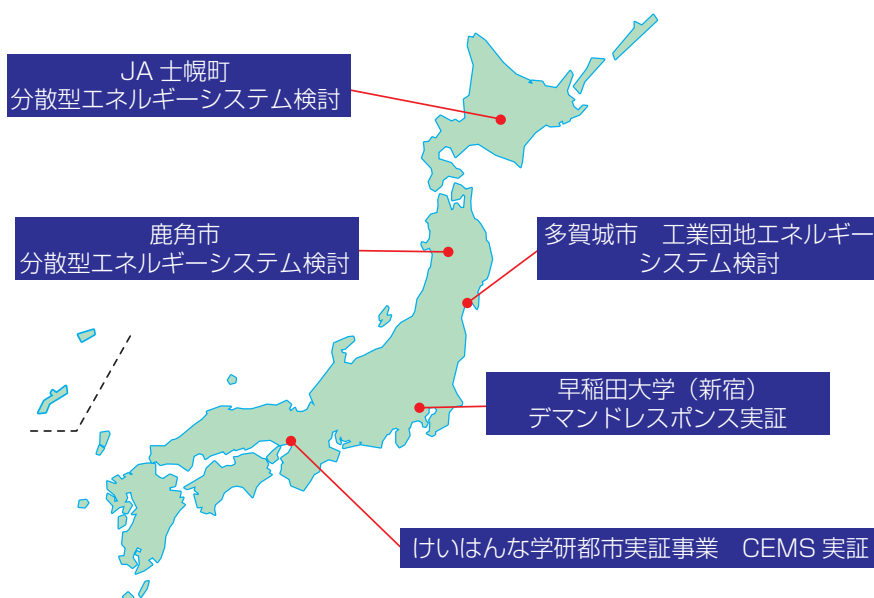 JA 士幌町
分散型エネルギーシステム検討
鹿角市
分散型エネルギーシステム検討
多賀城市　工業団地エネルギー
システム検討
早稲田大学（新宿）
デマンドレスポンス実証
けいはんな学研都市実証事業　CEMS 実証